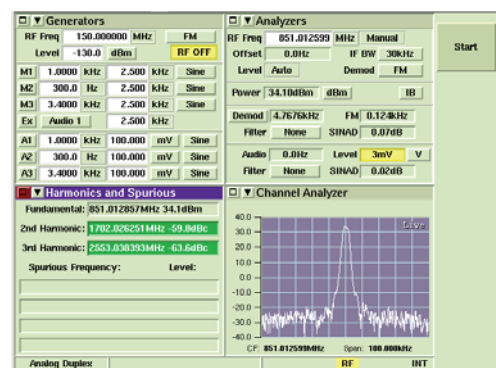 Generators
RF Freq 150.000000 MHz FM
Level -130.0 dBm RF OFF
M1 1.0000 kHz 2.500 kHz Sine
M2 300.0 Hz 2.500 kHz Sine
M3 3.4000 kHz 2.500 kHz Sine
Ex Audio 1 2.500 kHz
A1 1.0000 kHz 100.000 mV Sine
A2 300.0 Hz 100.000 mV Sine
A3 3.4000 kHz 100.000 mV Sine
Analyzers
RF Freq 851.012599 MHz Manual
Offset 0.0Hz IF BW 30kHz
Level Auto Demod FM
Power 34.10dBm dBm IB
Demod 4.7676kHz FM 0.124kHz
Filter None SINAD 0.07dB
Audio 0.0Hz Level 3mV V
Filter None SINAD 0.02dB
Start
Harmonics and Spurious
Fundamental: 851.012857MHz 34.1dBm
2nd Harmonic: 1702.026251MHz -59.0dBc
3rd Harmonic: 2553.038393MHz -63.6dBc
Spurious Frequency: Level:
Channel Analyzer
Live
40.0
30.0
20.0
10.0
0.0
-10.0
-20.0
-30.0
-40.0
CF: 851.012599MHz Span: 100.000kHz
Analog Duplex RF INT